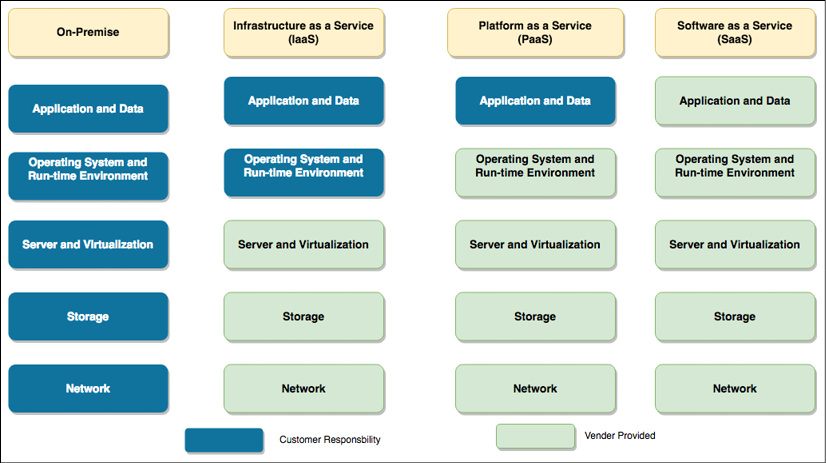 On-Premise
Infrastructure as a Service
(IaaS)
Platform as a Service
(PaaS)
Software as a Service
(SaaS)
Application and Data
Application and Data
Application and Data
Application and Data
Operating System and
Run-time Environment
Operating System and
Run-time Environment
Operating System and
Run-time Environment
Operating System and
Run-time Environment
Server and Virtualization
Server and Virtualization
Server and Virtualization
Server and Virtualization
Storage
Storage
Storage
Storage
Network
Network
Network
Network
Customer Responsbility
Vender Provided